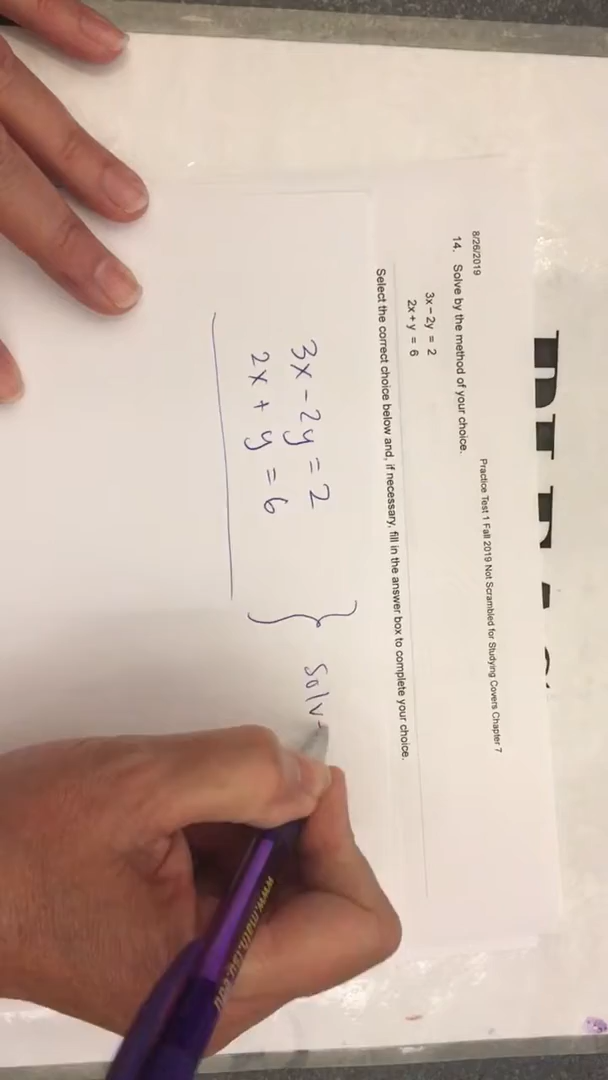 8/26/2019
Practice Test 1 Fall 2019 Not Scrambled for Studying Covers Chapter 7
14. Solve by the method of your choice.
3x - 2y = 2
2x + y = 6
Select the correct choice below and, if necessary, fill in the answer box to complete your choice.
3x - 2y = 2
2x + y = 6
} Solv